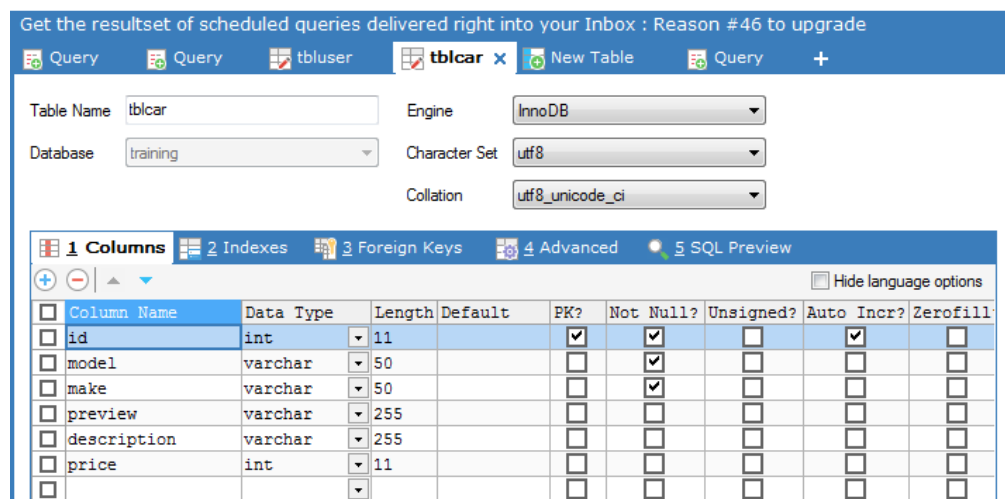 Get the resultset of scheduled queries delivered right into your Inbox : Reason #46 to upgrade
Query Query tbluser tblcar x New Table Query +
Table Name tblcar Engine InnoDB
Database training Character Set utf8
Collation utf8_unicode_ci
1 Columns 2 Indexes 3 Foreign Keys 4 Advanced 5 SQL Preview
Hide language options
Column Name Data Type Length Default PK? Not Null? Unsigned? Auto Incr? Zerofill
id int 11
model varchar 50
make varchar 50
preview varchar 255
description varchar 255
price int 11